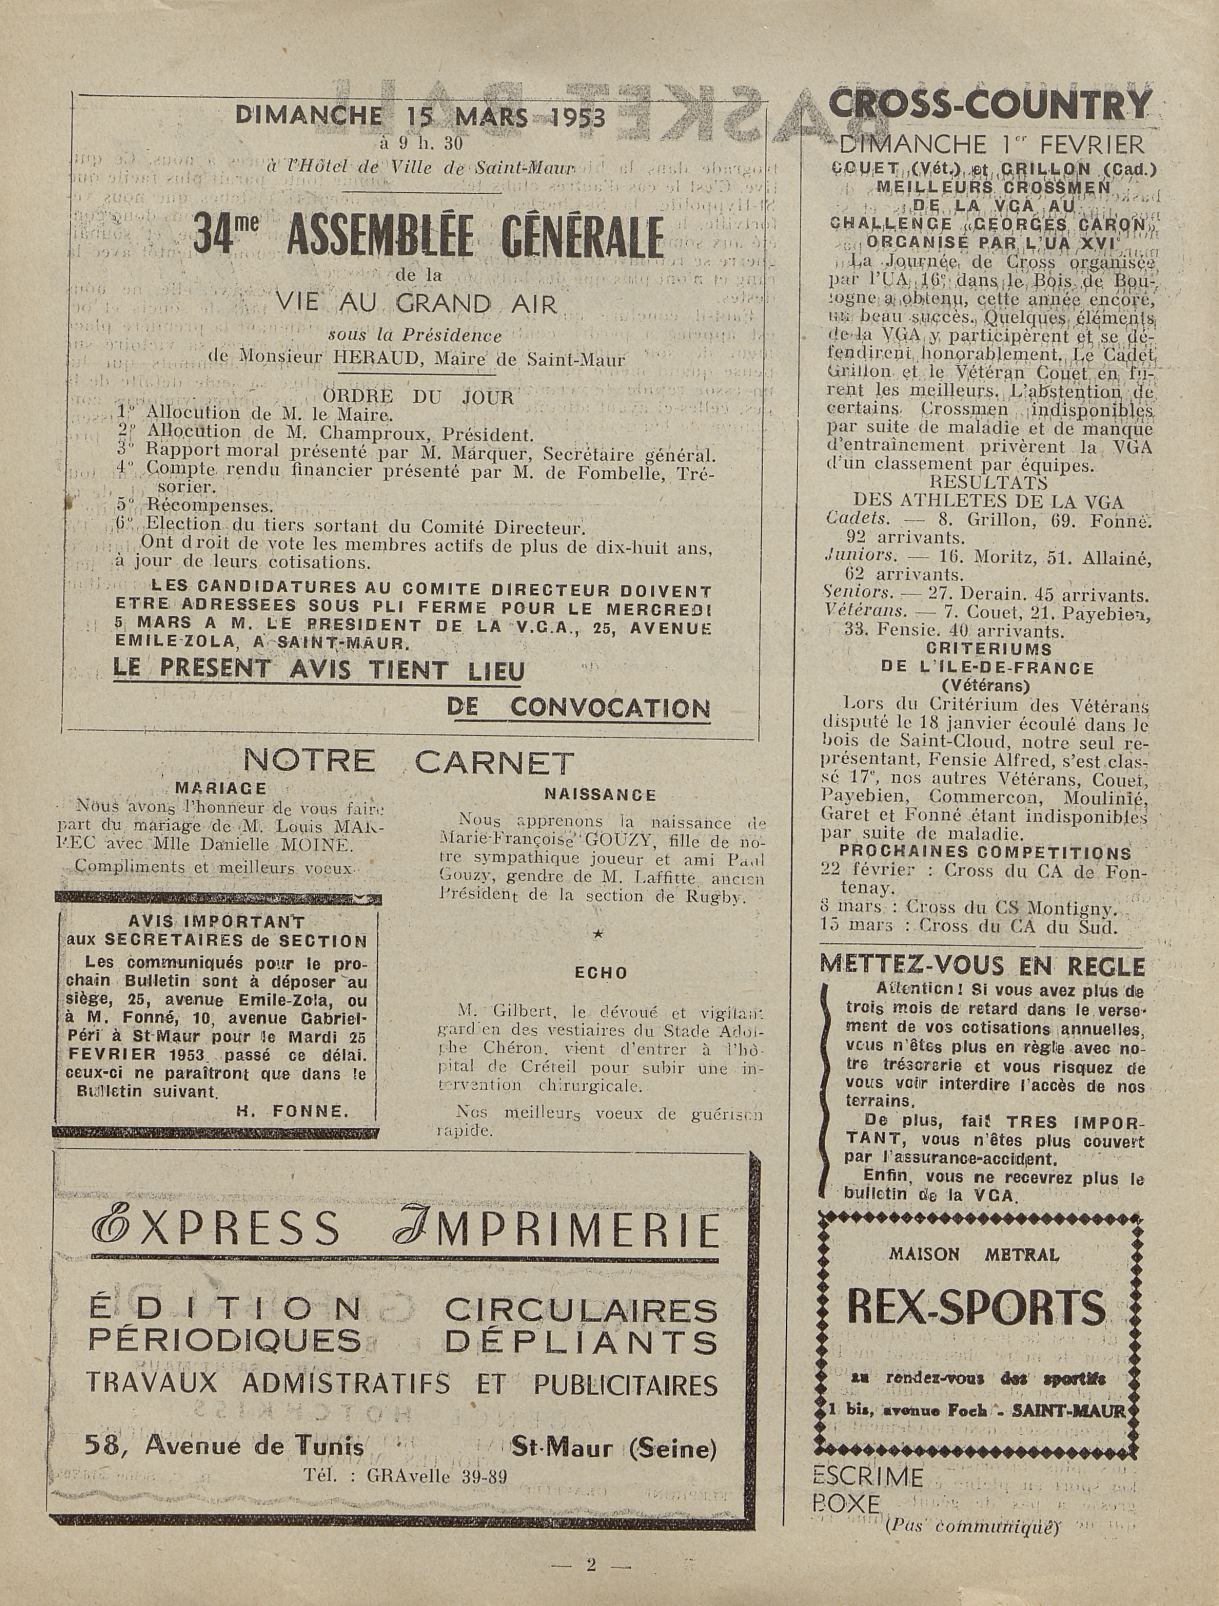 DIMANCHE 15 MARS 1953
à 9 h. 30
à l'Hôtel de Ville de Saint-Maur
34me ASSEMBLÉE GÉNÉRALE
de la
VIE AU GRAND AIR
sous la Présidence
de Monsieur HERAUD, Maire de Saint-Maur
ORDRE DU JOUR
1° Allocution de M. le Maire.
2° Allocution de M. Champroux, Président.
3° Rapport moral présenté par M. Marquer, Secrétaire général.
4° Compte rendu financier présenté par M. de Fombelle, Tré-
sorier.
5° Récompenses.
6° Election du tiers sortant du Comité Directeur.
Ont droit de vote les membres actifs de plus de dix-huit ans,
à jour de leurs cotisations.
LES CANDIDATURES AU COMITE DIRECTEUR DOIVENT
ETRE ADRESSEES SOUS PLI FERME POUR LE MERCREDI
5 MARS A M. LE PRESIDENT DE LA V.G.A., 25, AVENUE
EMILE-ZOLA, A SAINT-MAUR.
LE PRESENT AVIS TIENT LIEU
DE CONVOCATION
NOTRE CARNET
MARIAGE
Nous avons l'honneur de vous faire
part du mariage de M. Louis MAR-
PEC avec Mlle Danielle MOINE.
Compliments et meilleurs voeux
AVIS IMPORTANT
aux SECRETAIRES de SECTION
Les communiqués pour le pro-
chain Bulletin sont à déposer au
siège, 25, avenue Emile-Zola, ou
à M. Fonné, 10, avenue Gabriel-
Péri à St-Maur pour le Mardi 25
FEVRIER 1953 passé ce délai.
ceux-ci ne paraîtront que dans le
Bulletin suivant.
H. FONNE.
NAISSANCE
Nous apprenons la naissance de
Marie-Françoise GOUZY, fille de no-
tre sympathique joueur et ami Paul
Gouzy, gendre de M. Laffitte ancien
Président de la section de Rugby.
★
ECHO
M. Gilbert, le dévoué et vigilant
gardien des vestiaires du Stade Adol-
phe Chéron, vient d'entrer à l'hô-
pital de Créteil pour subir une in-
tervention chirurgicale.
Nos meilleurs voeux de guérison
rapide.
EXPRESS IMPRIMERIE
ÉDITION CIRCULAIRES
PÉRIODIQUES DÉPLIANTS
TRAVAUX ADMISTRATIFS ET PUBLICITAIRES
58, Avenue de Tunis St-Maur (Seine)
Tél. : GRAvelle 39-89
CROSS-COUNTRY
DIMANCHE 1er FEVRIER
COUET (Vét.) et GRILLON (Cad.)
MEILLEURS CROSSMEN
DE LA VGA AU
CHALLENGE «GEORGES CARON»
ORGANISE PAR L'UA XVI°
La Journée de Cross organisée
par l'UA 16° dans le Bois de Bou-
logne a obtenu, cette année encore,
un beau succès. Quelques éléments
de la VGA y participèrent et se dé-
fendirent honorablement. Le Cadet
Grillon et le Vétéran Couet en fu-
rent les meilleurs. L'abstention de
certains Crossmen indisponibles
par suite de maladie et de manque
d'entraînement privèrent la VGA
d'un classement par équipes.
RESULTATS
DES ATHLETES DE LA VGA
Cadets. — 8. Grillon, 69. Fonné.
92 arrivants.
Juniors. — 16. Moritz, 51. Allainé,
62 arrivants.
Seniors. — 27. Derain. 45 arrivants.
Vétérans. — 7. Couet, 21. Payebien,
33. Fensie. 40 arrivants.
CRITERIUMS
DE L'ILE-DE-FRANCE
(Vétérans)
Lors du Critérium des Vétérans
disputé le 18 janvier écoulé dans le
bois de Saint-Cloud, notre seul re-
présentant, Fensie Alfred, s'est clas-
sé 17°, nos autres Vétérans, Couet,
Payebien, Commercon, Moulinié,
Garet et Fonné étant indisponibles
par suite de maladie.
PROCHAINES COMPETITIONS
22 février : Cross du CA de Fon-
tenay.
8 mars : Cross du CS Montigny.
15 mars : Cross du CA du Sud.
METTEZ-VOUS EN REGLE
Attention ! Si vous avez plus de
trois mois de retard dans le verse-
ment de vos cotisations annuelles,
vous n'êtes plus en règle avec no-
tre trésorerie et vous risquez de
vous voir interdire l'accès de nos
terrains.
De plus, fait TRES IMPOR-
TANT, vous n'êtes plus couvert
par l'assurance-accident.
Enfin, vous ne recevrez plus le
bulletin de la VGA.
MAISON METRAL
REX-SPORTS
au rendez-vous des sportifs
1 bis, avenue Foch - SAINT-MAUR
ESCRIME
BOXE
(Pas communiqué)
— 2 —